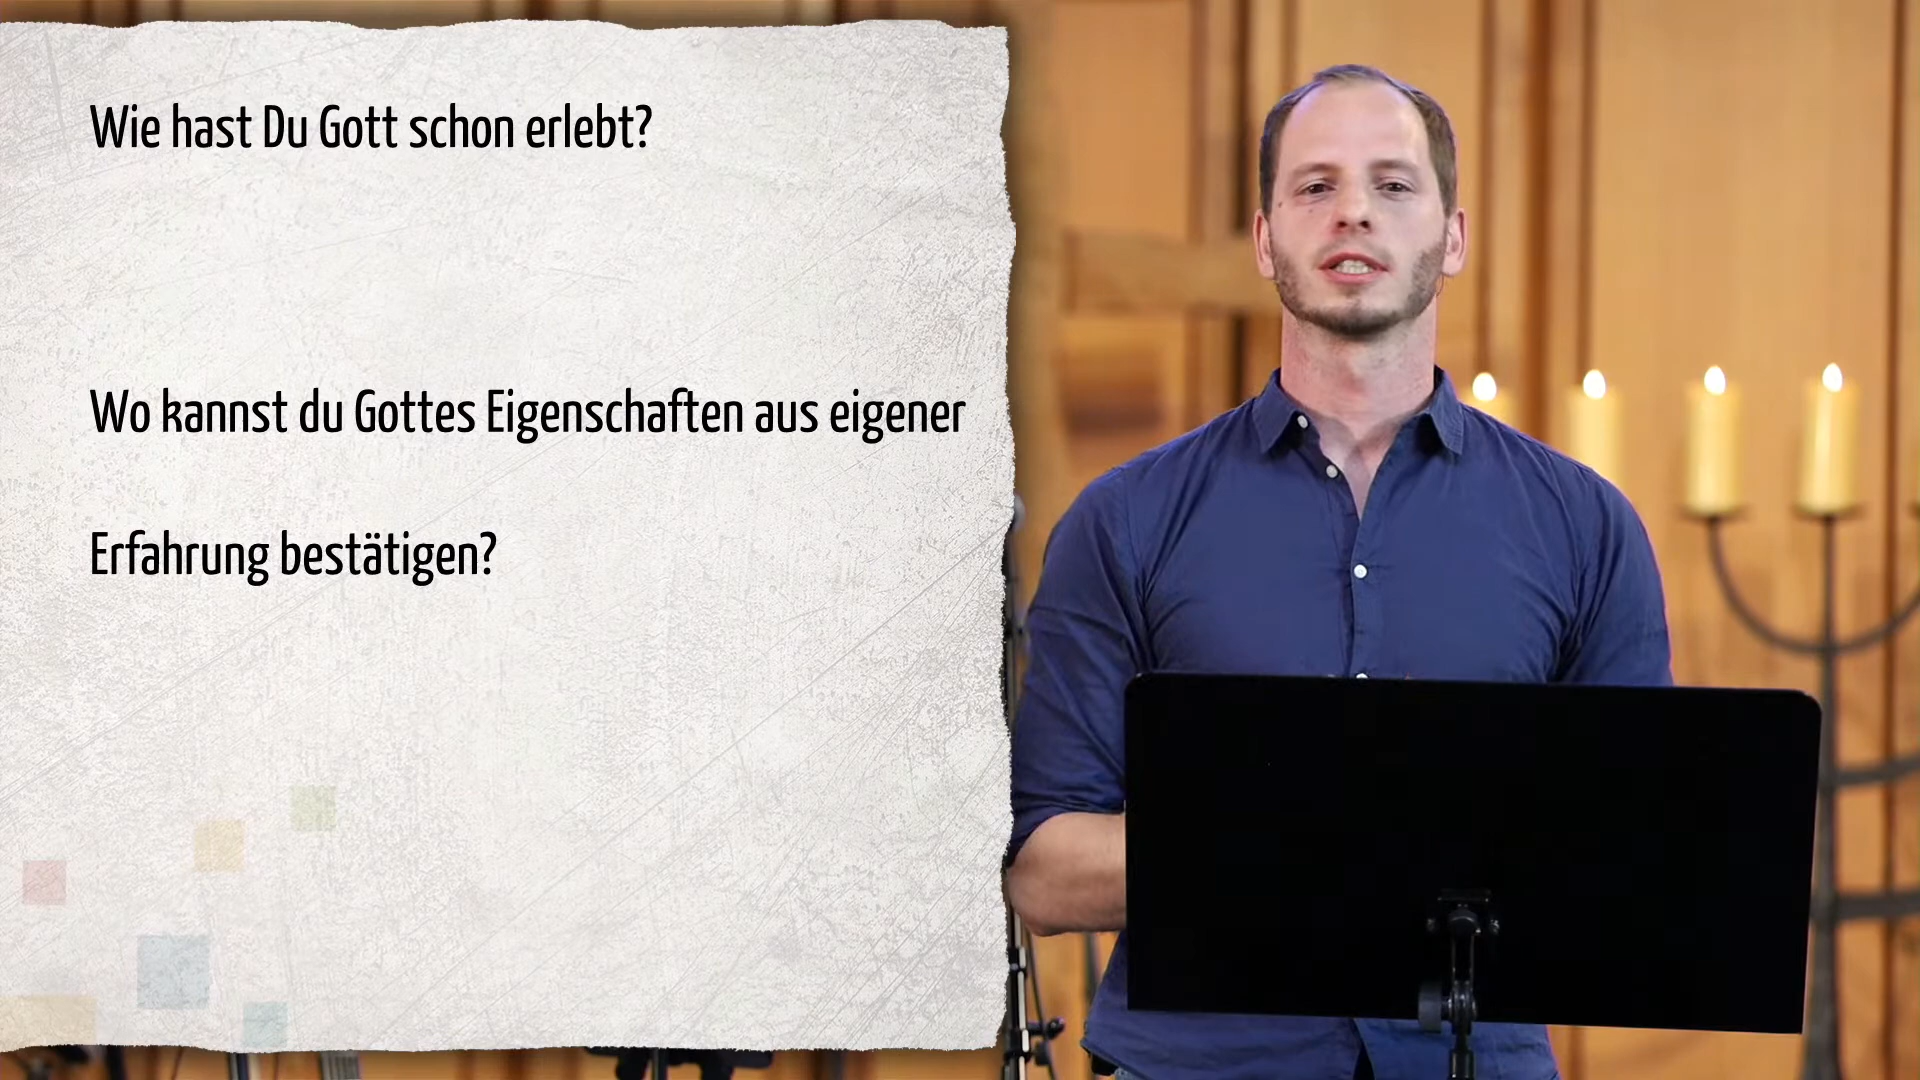 Wie hast Du Gott schon erlebt?
Wo kannst du Gottes Eigenschaften aus eigener
Erfahrung bestätigen?